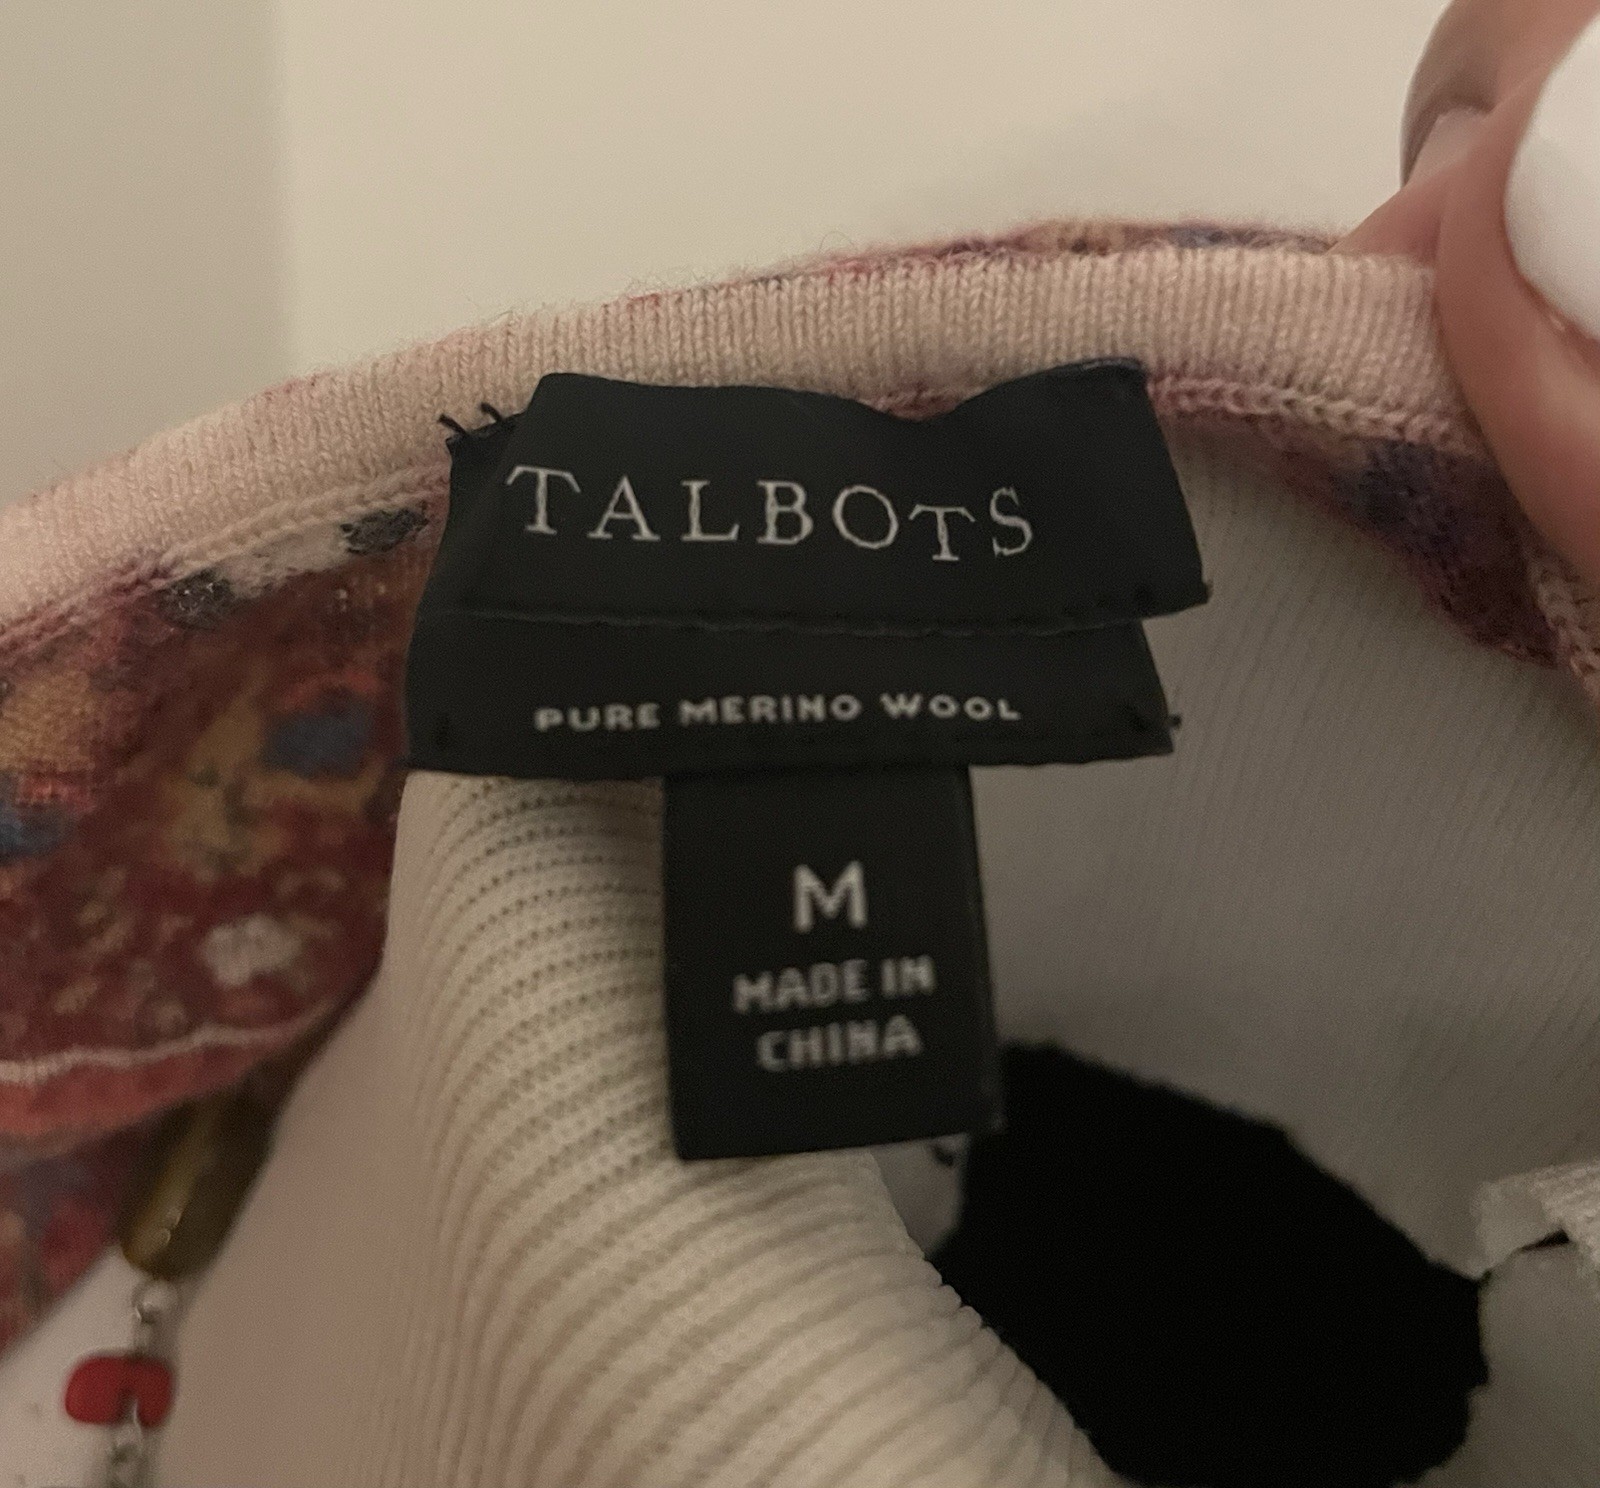 TALBOTS
PURE MERINO WOOL
M
MADE IN
CHINA